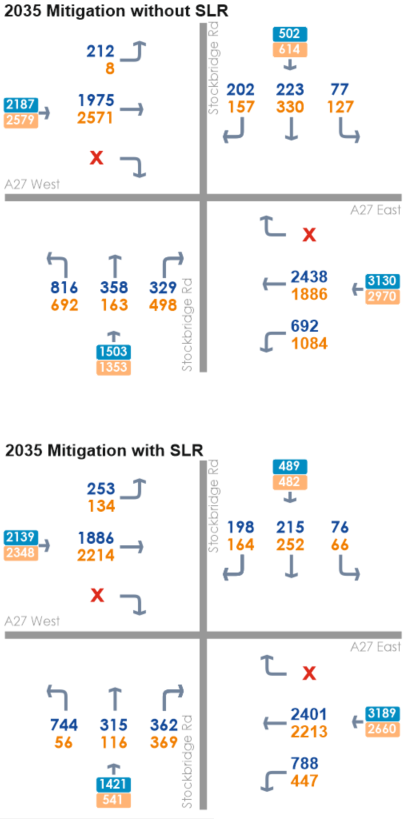 2035 Mitigation without SLR
Stockbridge Rd
502
614
212
8
202 223 77
157 330 127
2187
2579
1975
2571
X
A27 West
A27 East
X
816 358 329
692 163 498
2438
1886
3130
2970
692
1084
1503
1353
Stockbridge Rd
2035 Mitigation with SLR
Stockbridge Rd
489
482
253
134
198 215 76
164 252 66
2139
2348
1886
2214
X
A27 West
A27 East
X
744 315 362
56 116 369
2401
2213
3189
2660
788
447
1421
541
Stockbridge Rd